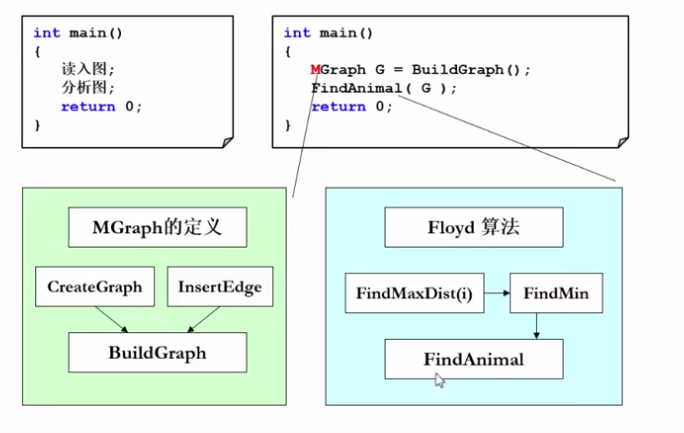 int main()
{
读入图;
分析图;
return 0;
}
int main()
{
MGraph G = BuildGraph();
FindAnimal( G );
return 0;
}
MGraph的定义
CreateGraph
InsertEdge
BuildGraph
Floyd 算法
FindMaxDist(i)
FindMin
FindAnimal